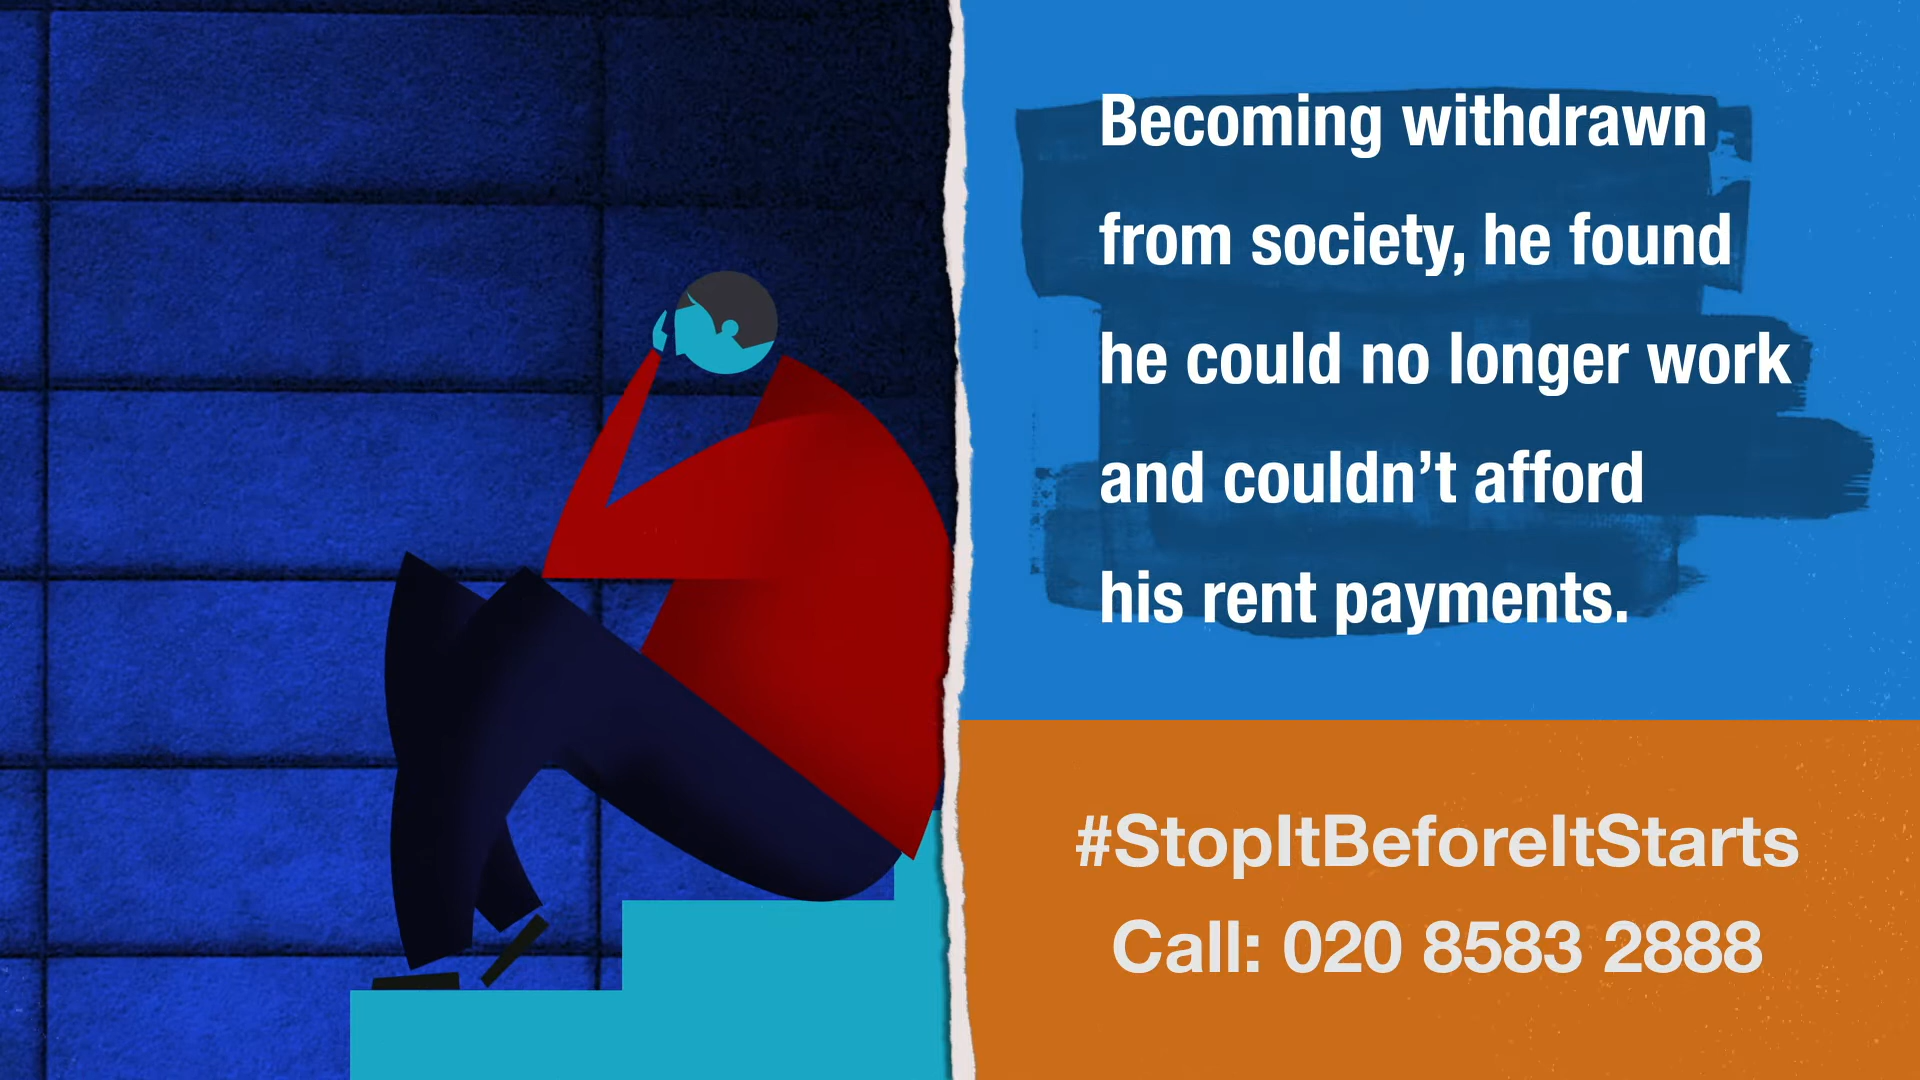 Becoming withdrawn
from society, he found
he could no longer work
and couldn’t afford
his rent payments.
#StopItBeforeItStarts
Call: 020 8583 2888